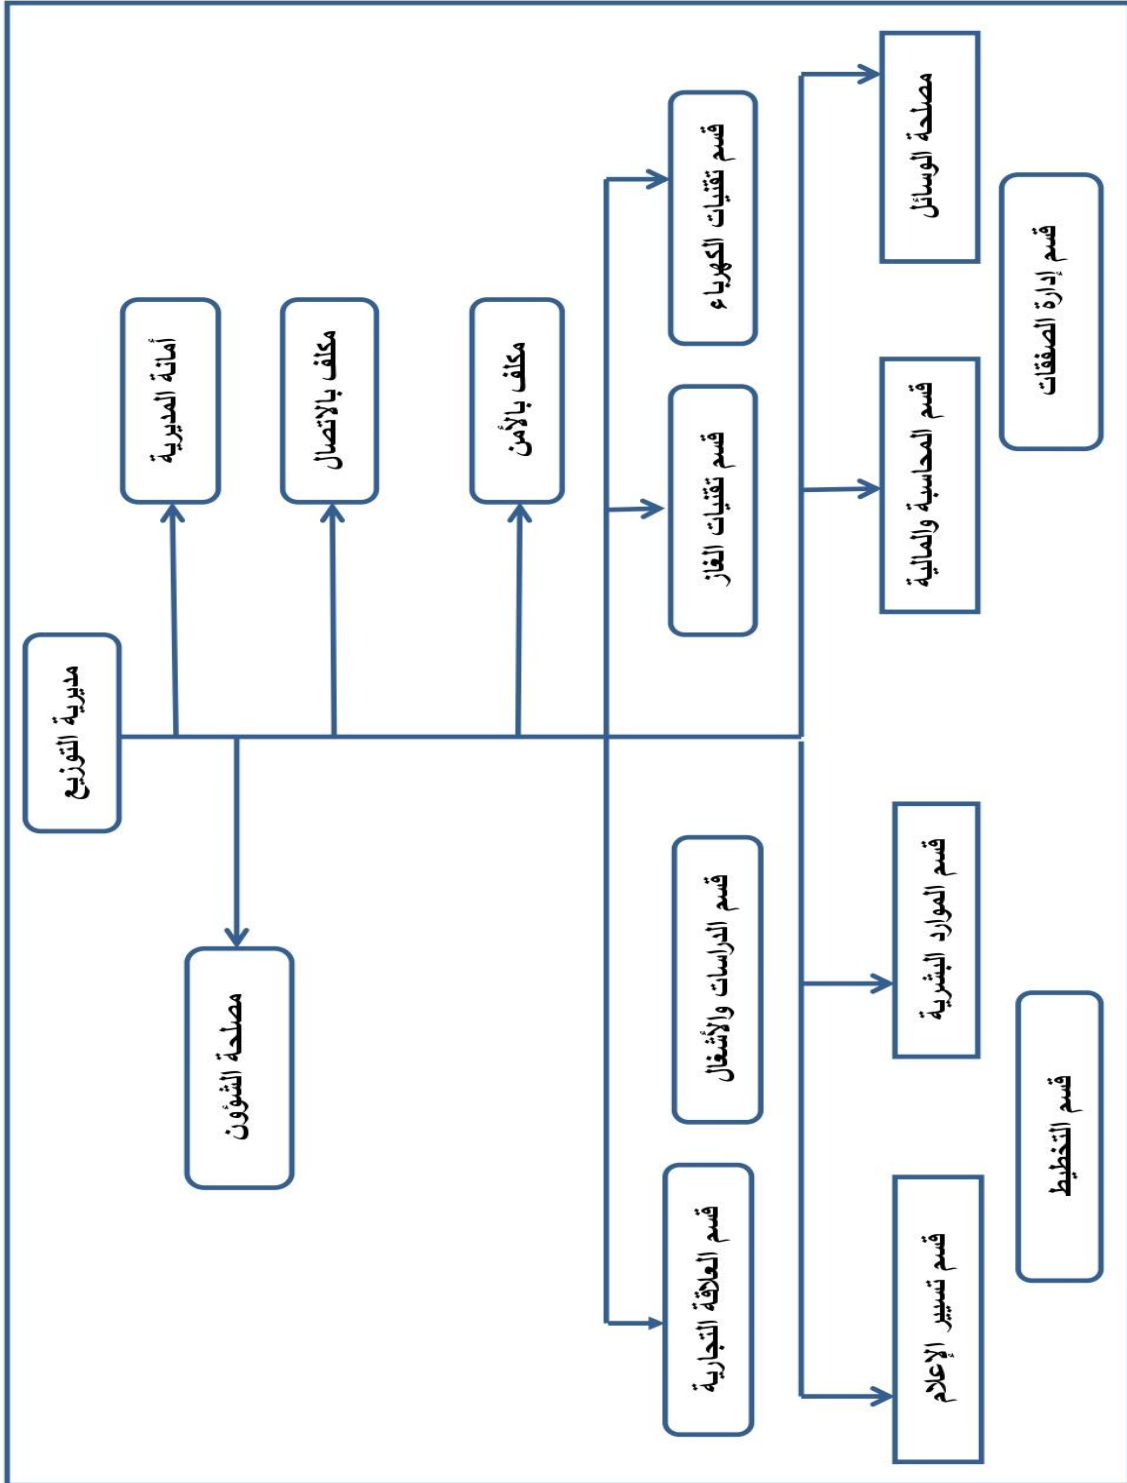 مديرية التوزيع
أمانة المديرية
مصلحة الشؤون
مكلف بالاتصال
مكلف بالأمن
قسم تقنيات الكهرباء
قسم تقنيات الغاز
قسم الدراسات والأشغال
قسم العلاقة التجارية
مصلحة الوسائل
قسم المحاسبة والمالية
قسم الموارد البشرية
قسم تسيير الإعلام
قسم إدارة الصفقات
قسم التخطيط